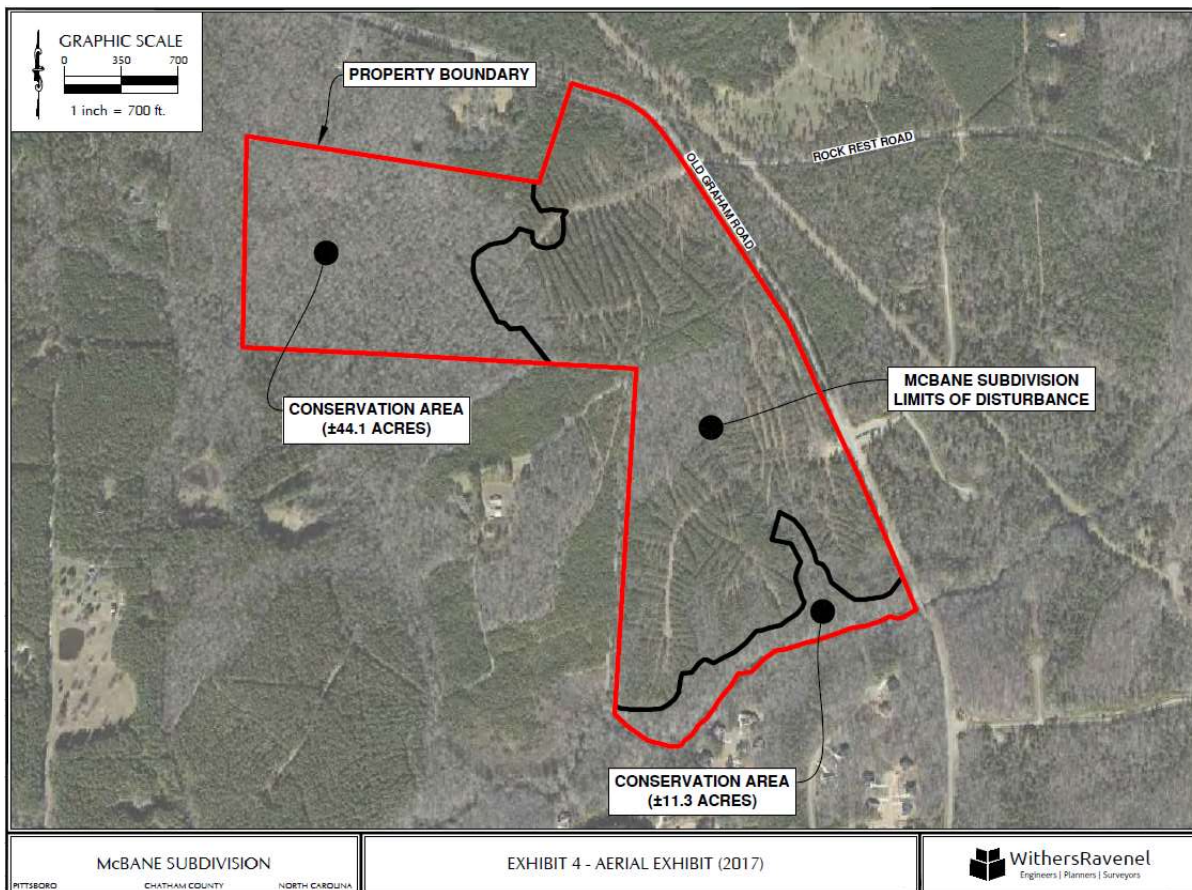 GRAPHIC SCALE
0 350 700
1 inch = 700 ft.
PROPERTY BOUNDARY
ROCK REST ROAD
OLD GRAHAM ROAD
MCBANE SUBDIVISION
LIMITS OF DISTURBANCE
CONSERVATION AREA
(±44.1 ACRES)
CONSERVATION AREA
(±11.3 ACRES)
McBANE SUBDIVISION
PITTSBORO CHATHAM COUNTY NORTH CAROLINA
EXHIBIT 4 - AERIAL EXHIBIT (2017)
WithersRavenel
Engineers | Planners | Surveyors